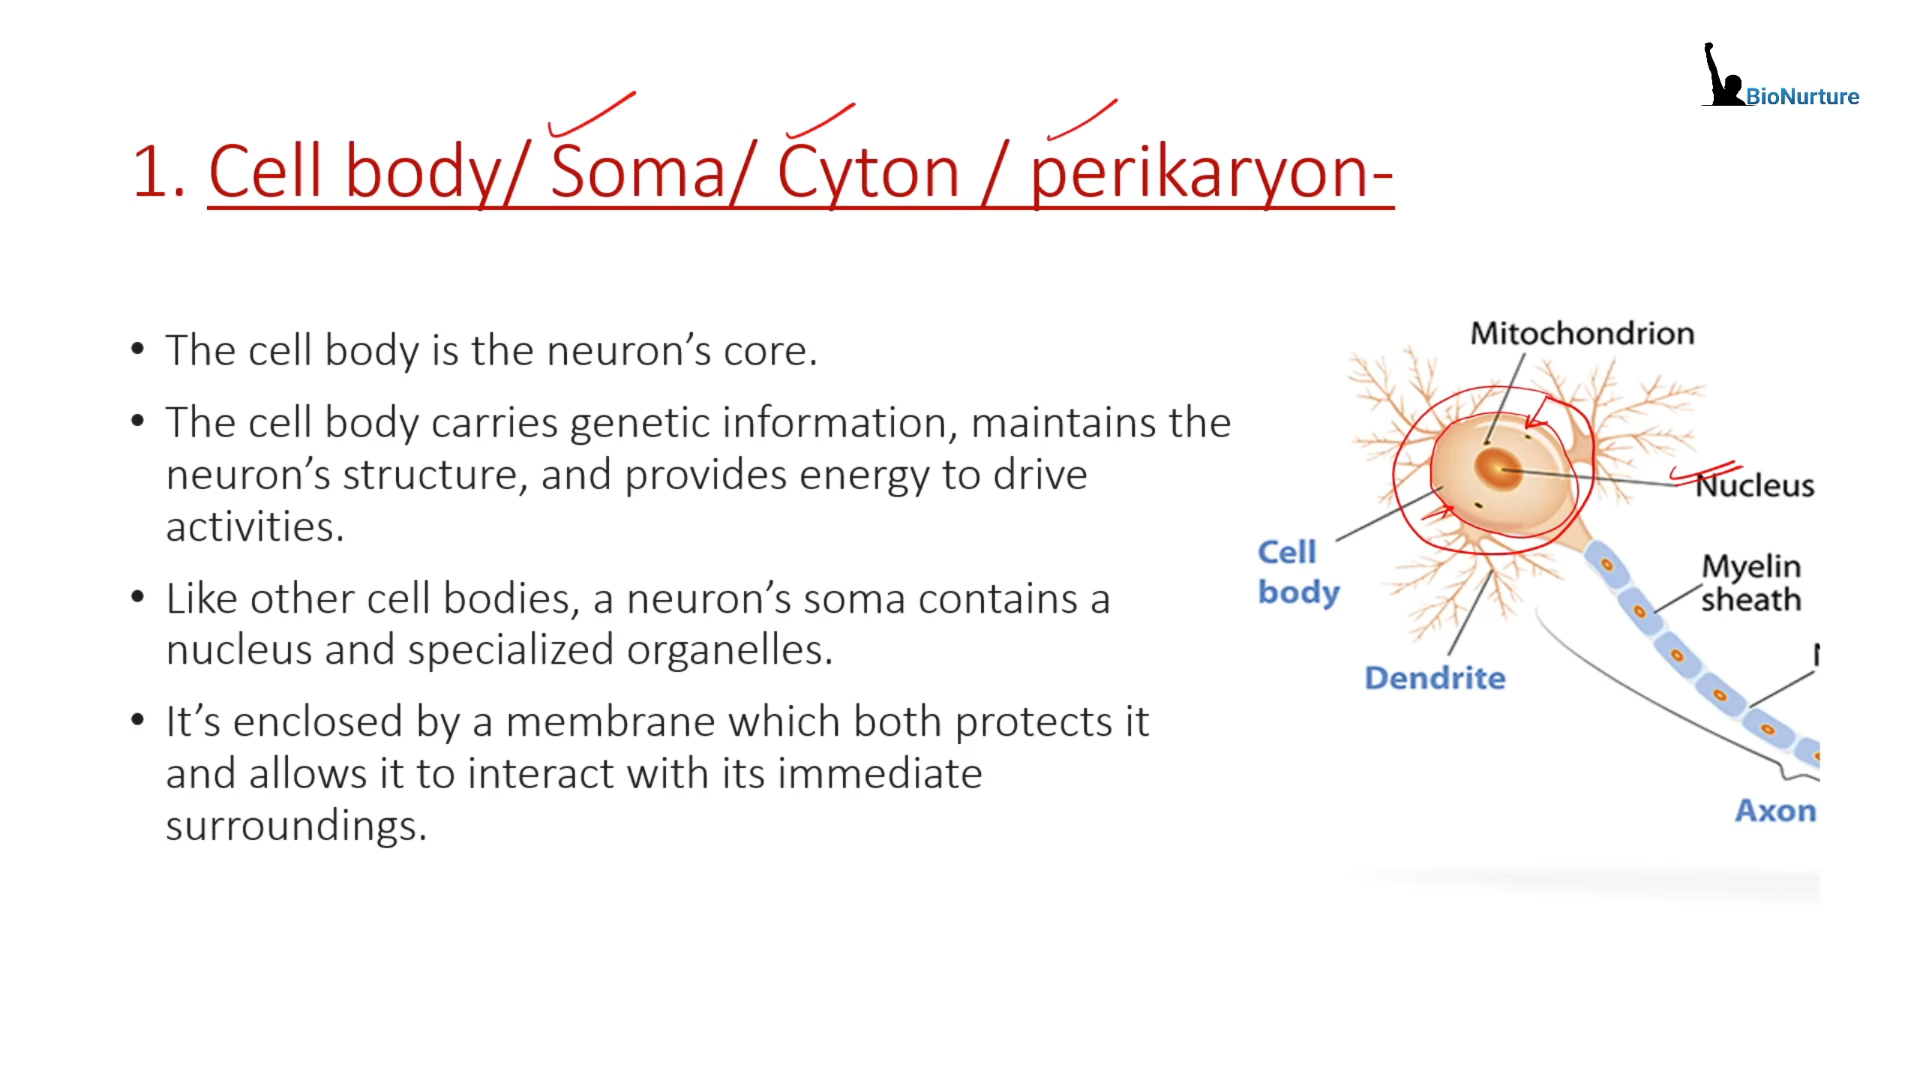 BioNurture
1. Cell body/ Soma/ Cyton / perikaryon-
• The cell body is the neuron’s core.
• The cell body carries genetic information, maintains the
neuron’s structure, and provides energy to drive
activities.
• Like other cell bodies, a neuron’s soma contains a
nucleus and specialized organelles.
• It’s enclosed by a membrane which both protects it
and allows it to interact with its immediate
surroundings.
Mitochondrion
Nucleus
Cell
body
Myelin
sheath
Dendrite
Axon